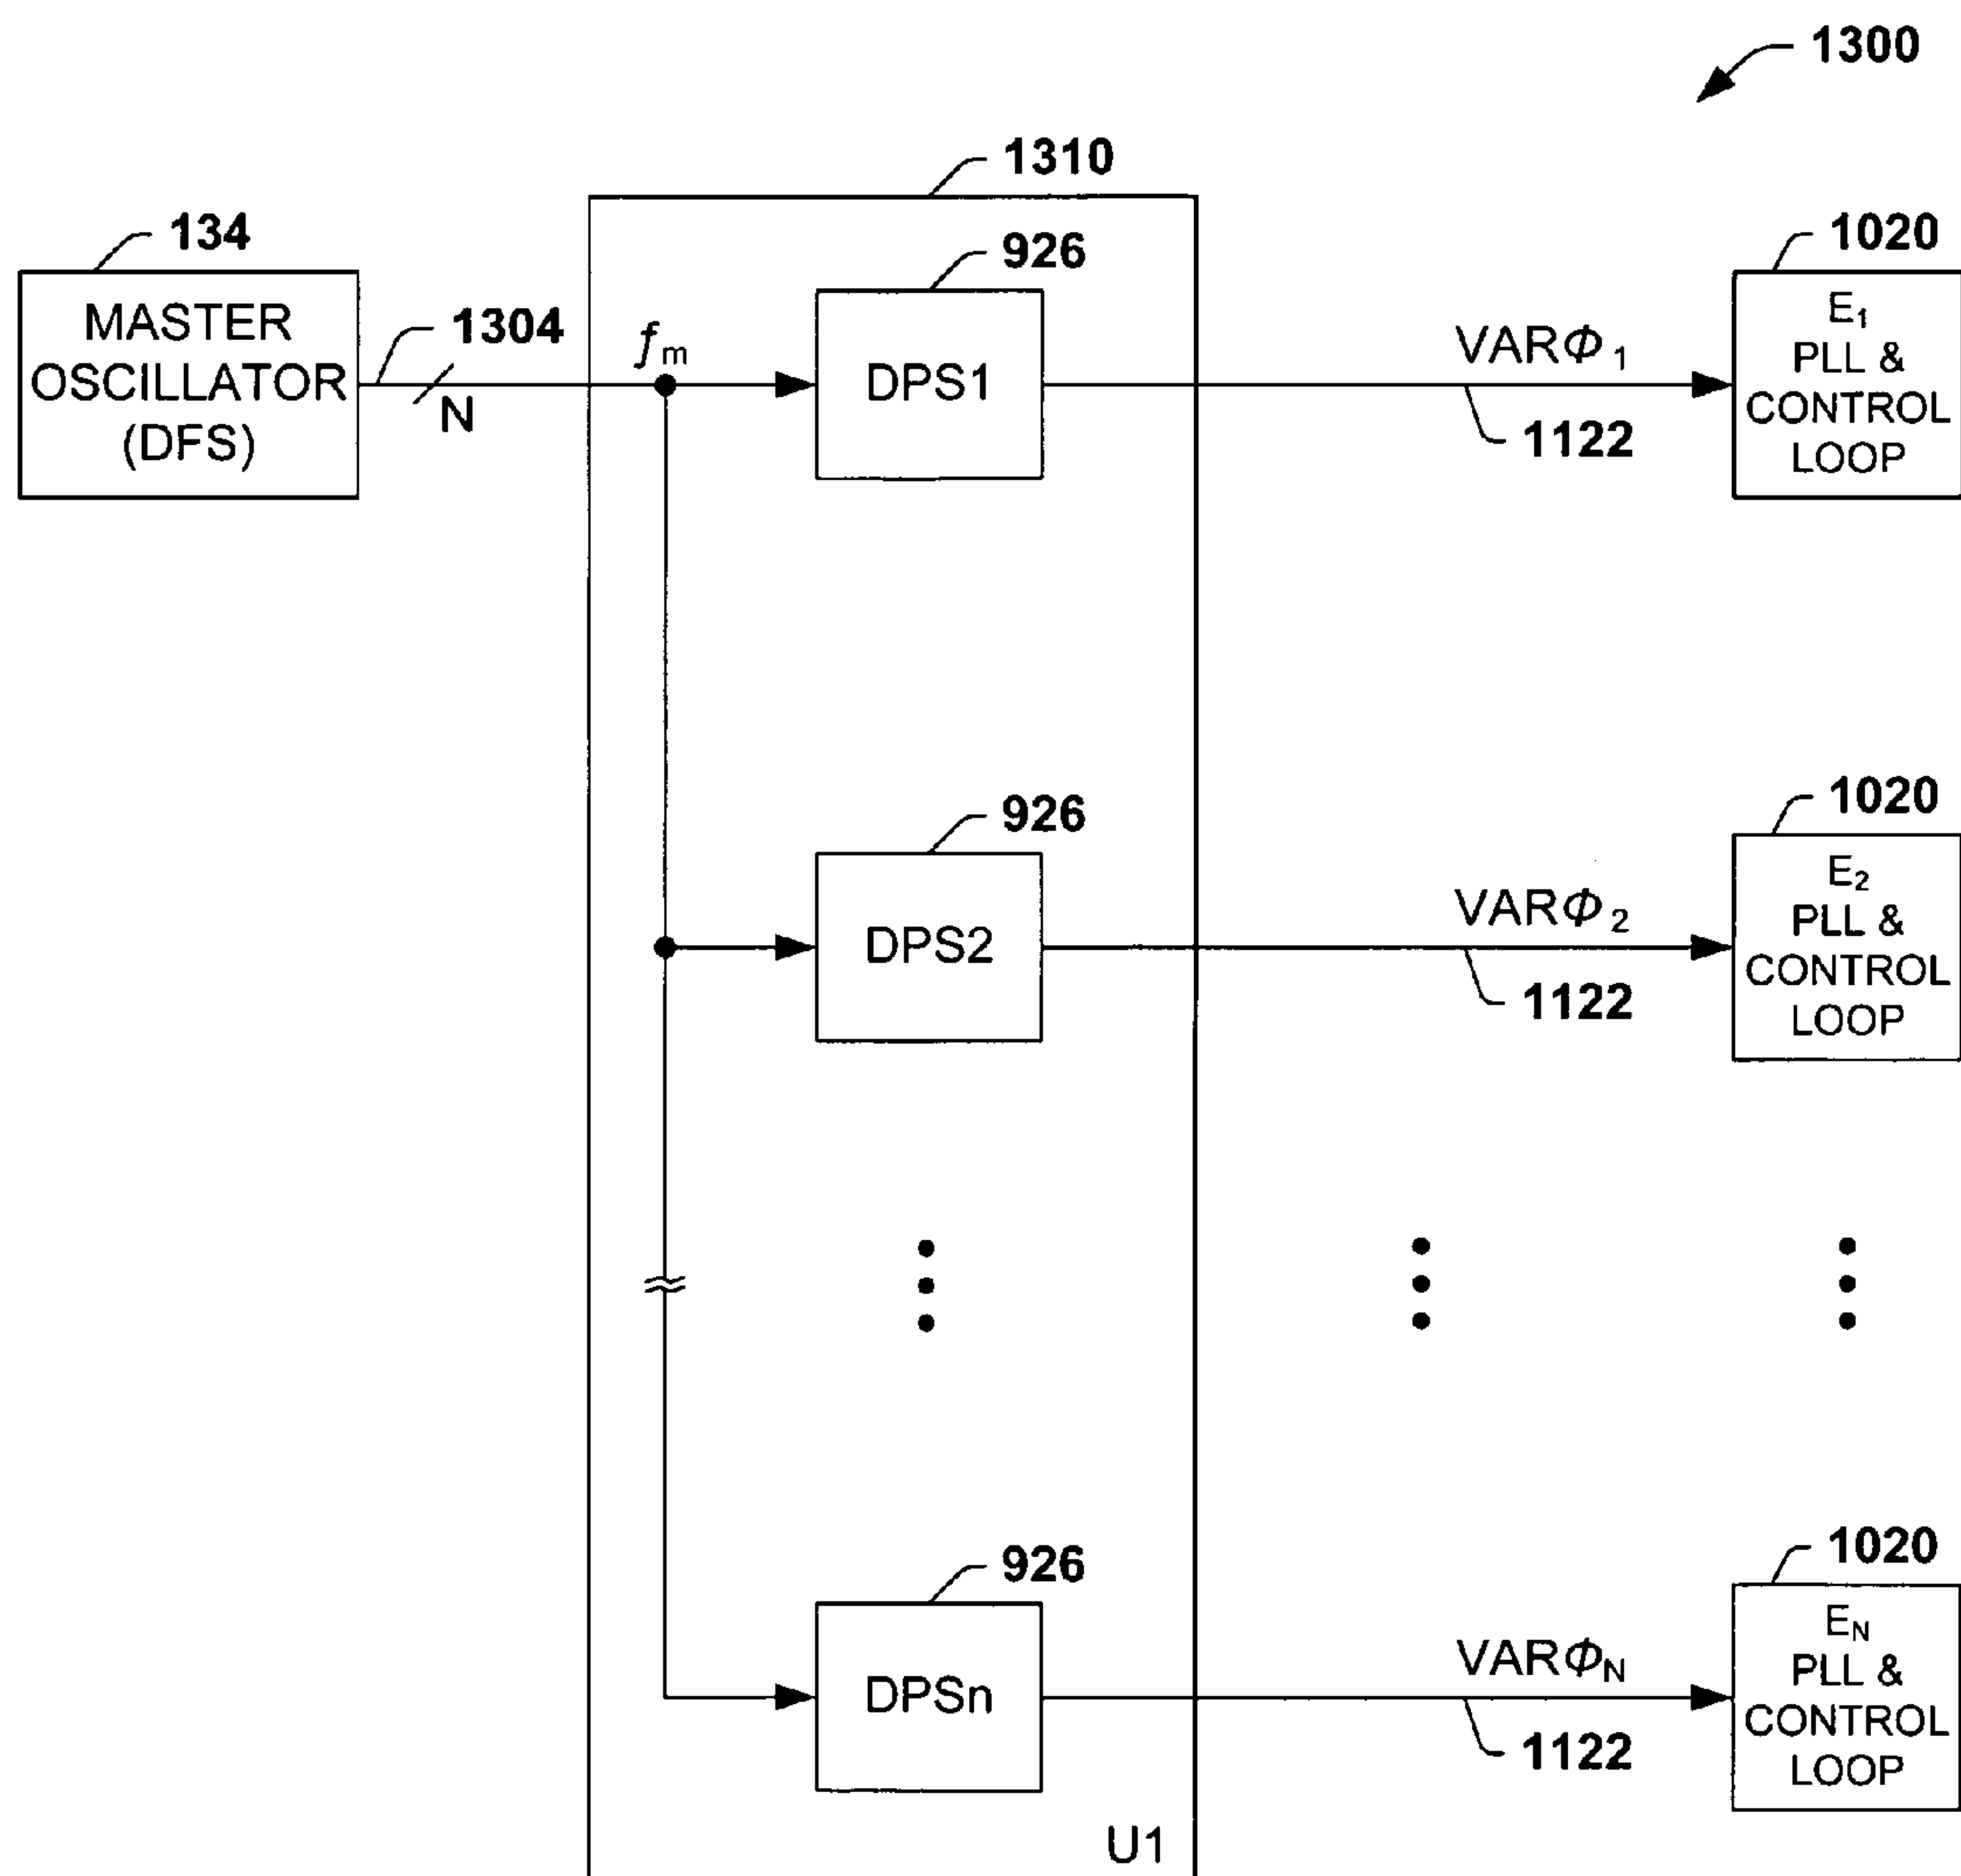 1300
1310
134
926
1020
MASTER
OSCILLATOR
(DFS)
1304
N
fm
DPS1
VARΦ1
1122
E1
PLL &
CONTROL
LOOP
926
1020
DPS2
VARΦ2
1122
E2
PLL &
CONTROL
LOOP
926
1020
DPSn
VARΦN
1122
EN
PLL &
CONTROL
LOOP
U1